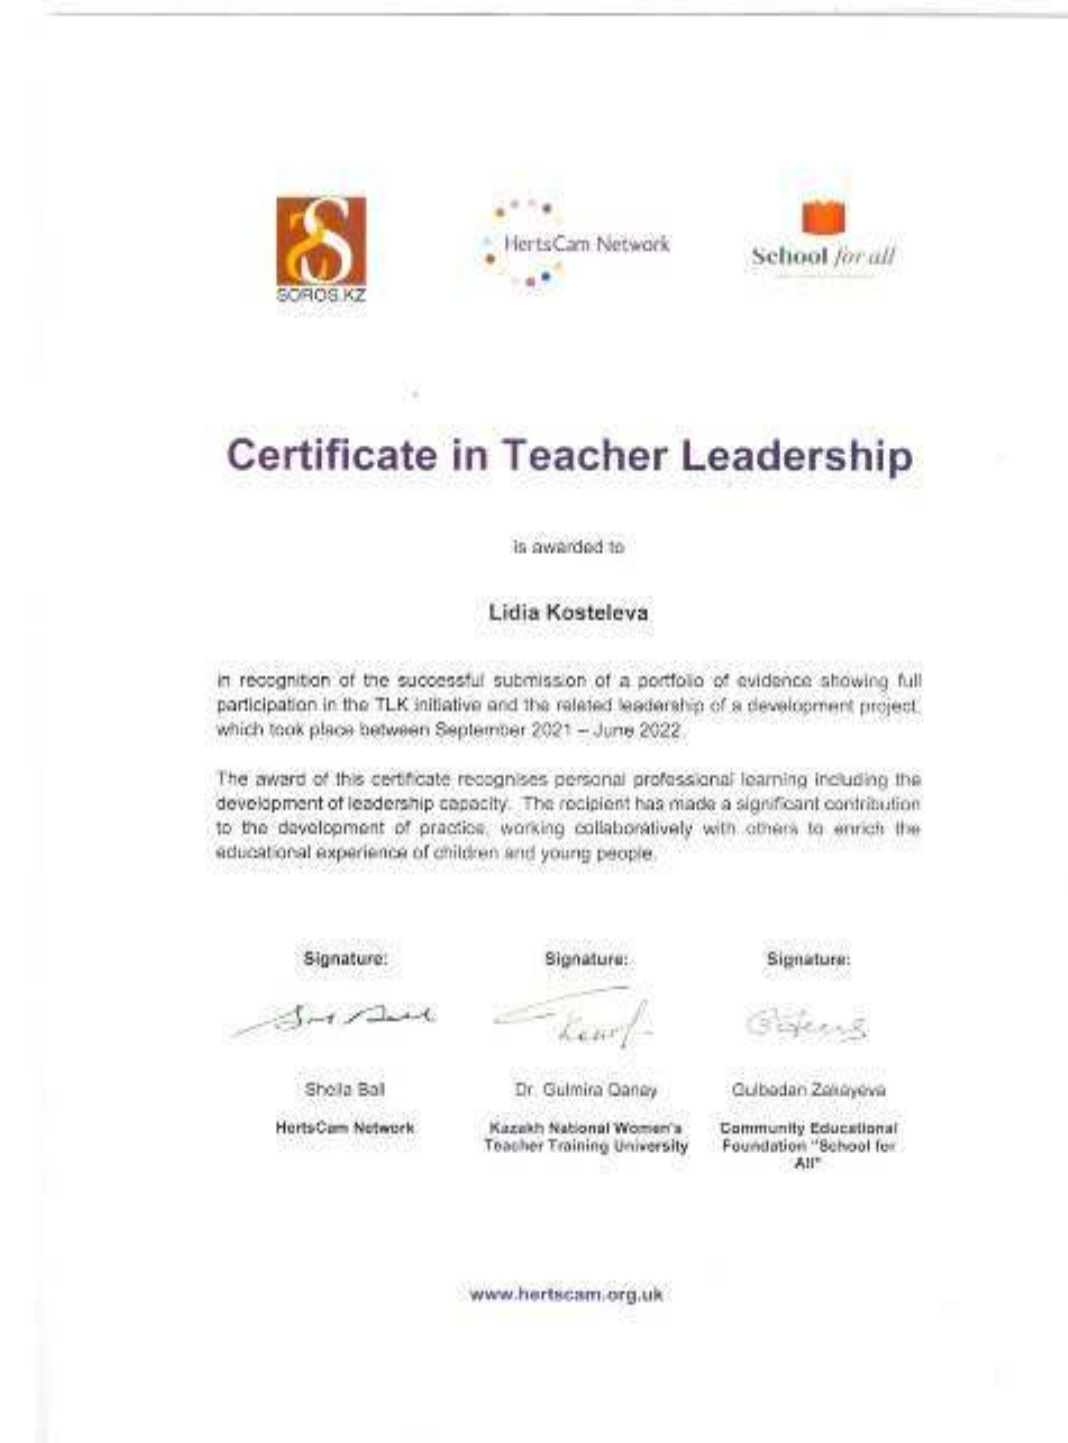 SOROS.KZ
HertsCam Network
School for all
Certificate in Teacher Leadership
is awarded to
Lidia Kosteleva
in recognition of the successful submission of a portfolio of evidence showing full
participation in the TLK initiative and the related leadership of a development project,
which took place between September 2021 – June 2022.
The award of this certificate recognises personal professional learning including the
development of leadership capacity. The recipient has made a significant contribution
to the development of practice, working collaboratively with others to enrich the
educational experience of children and young people.
Signature: Signature: Signature:
Sheila Ball Dr. Gulmira Qanay Gulbadan Zakayeva
HertsCam Network Kazakh National Women's Community Educational
Teacher Training University Foundation "School for
All"
www.hertscam.org.uk